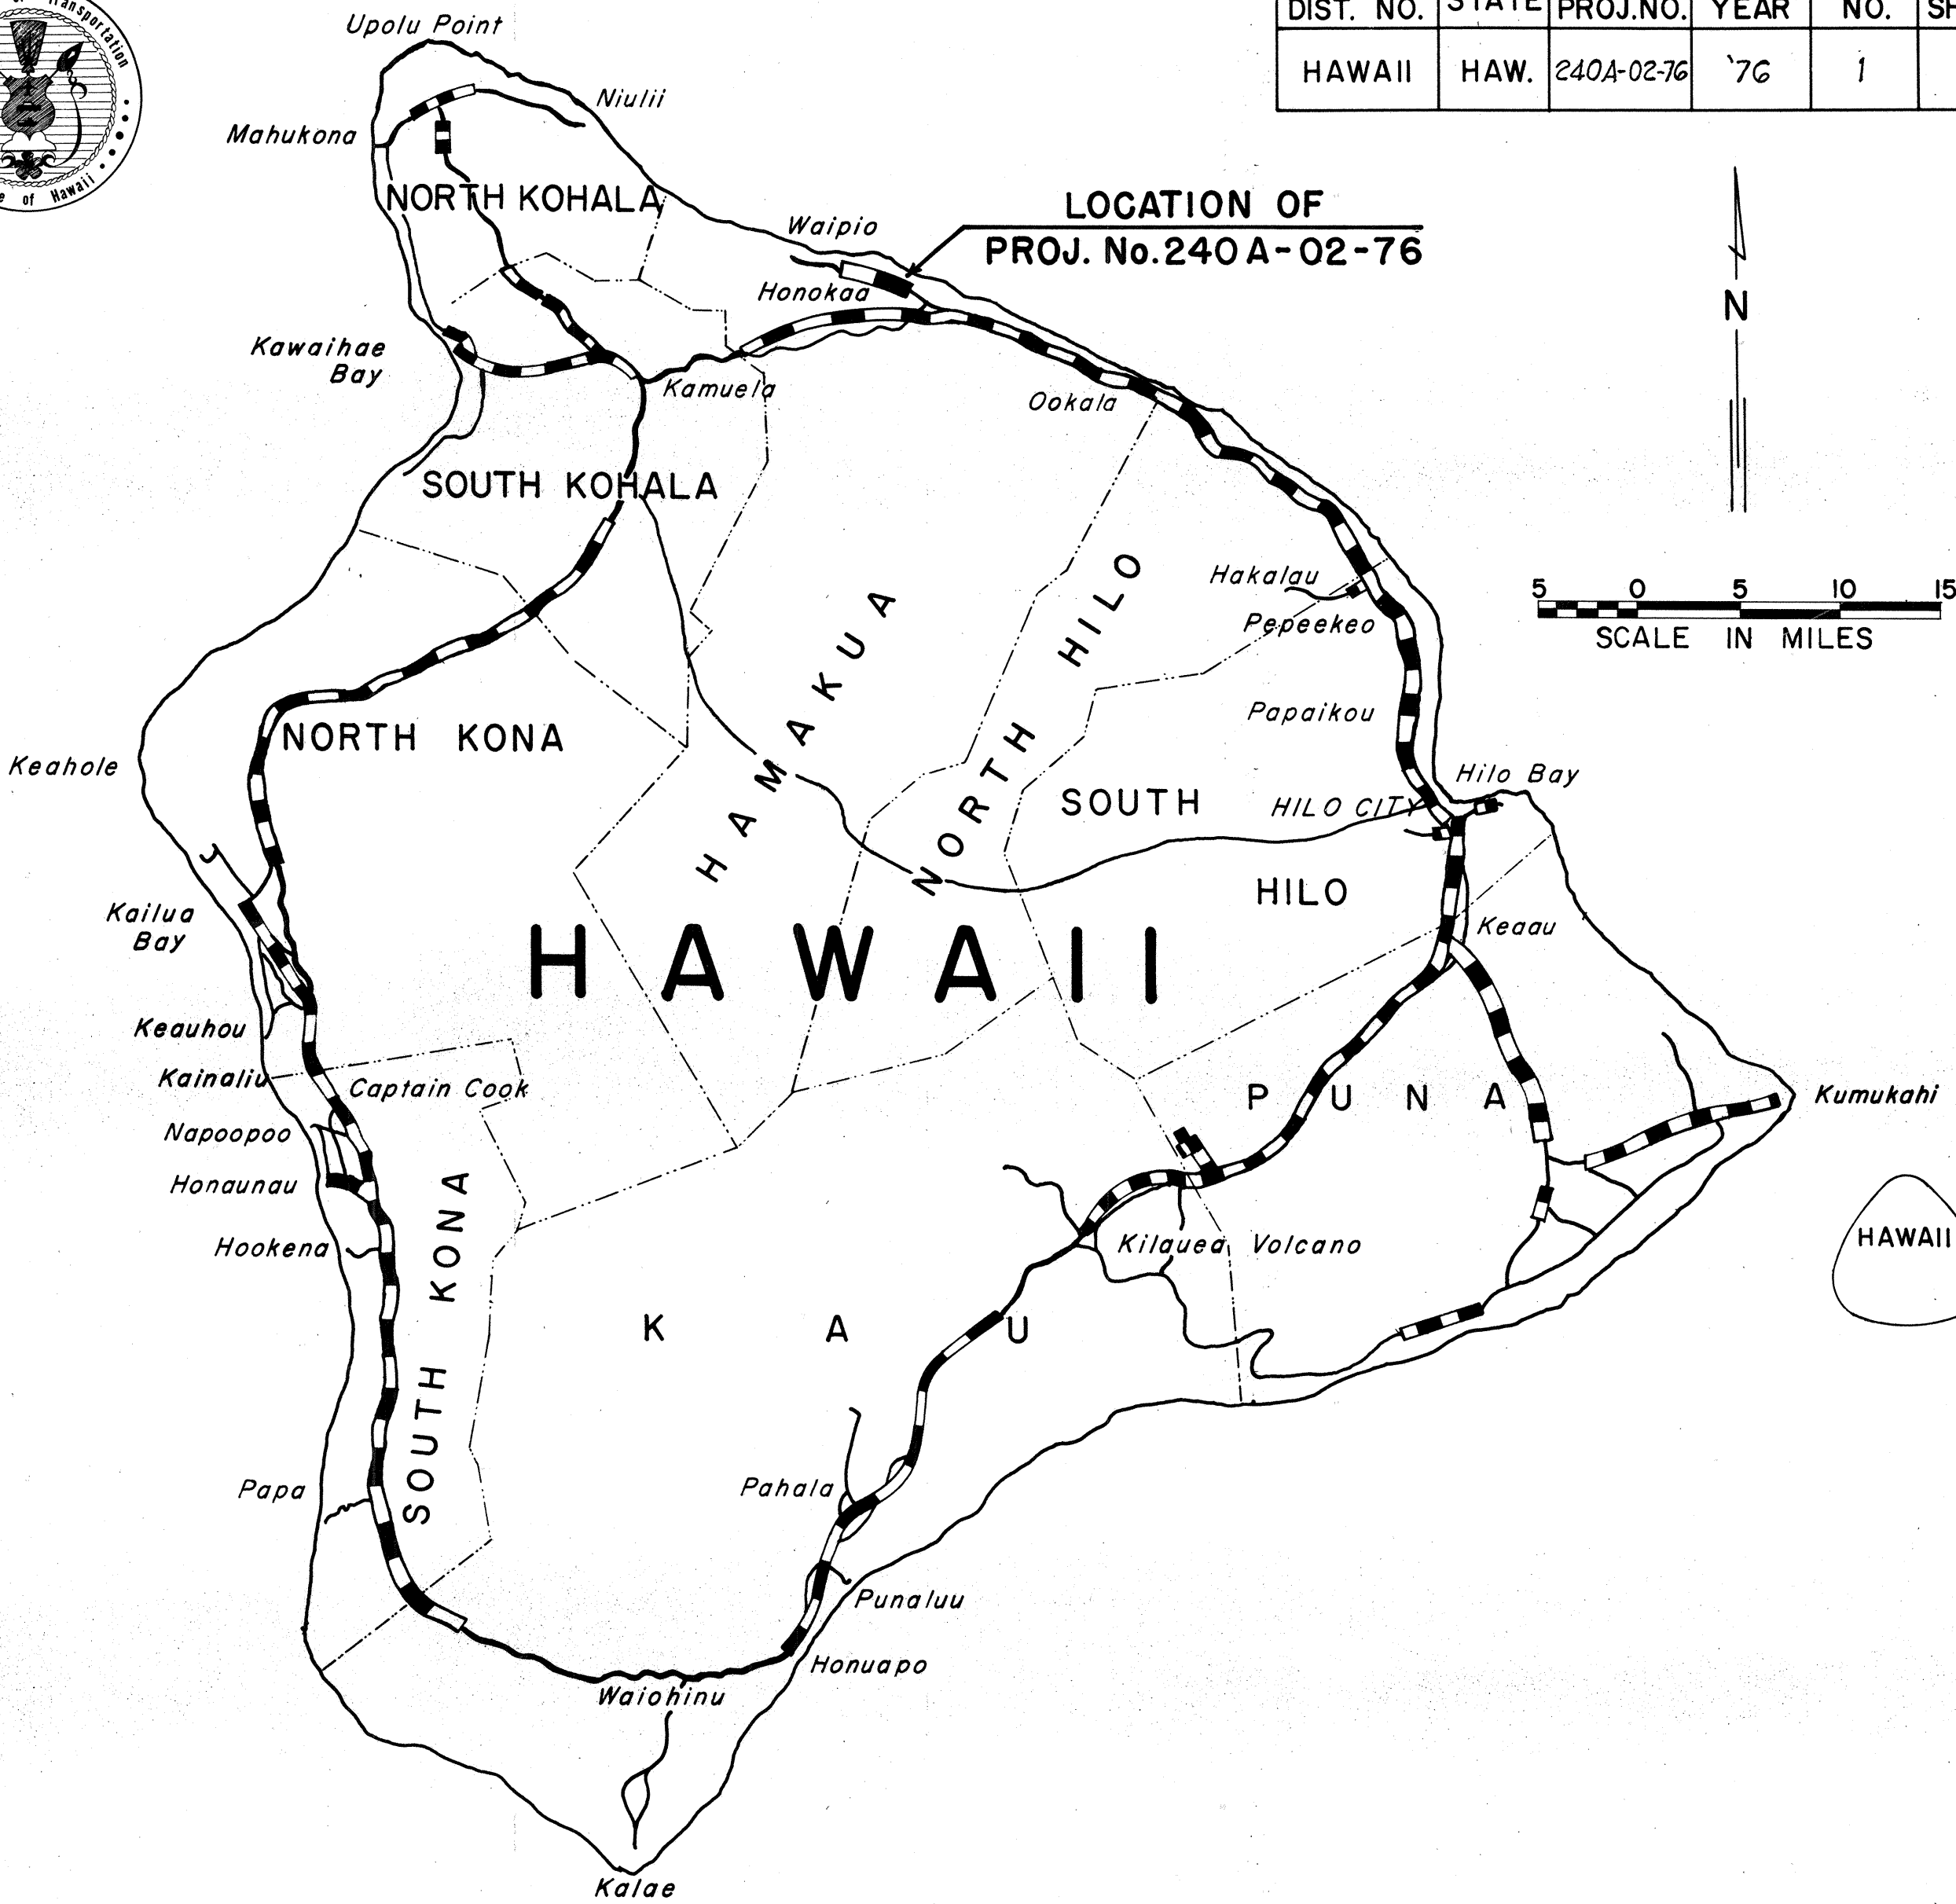 Transportation
of Hawaii
DIST. NO. STATE PROJ.NO. YEAR NO.
HAWAII HAW. 240A-02-76 '76 1
Upolu Point
Niulii
Mahukona
NORTH KOHALA
Waipio
LOCATION OF
PROJ. No. 240 A-02-76
Honokaa
N
Kawaihae
Bay
Kamuela
Ookala
SOUTH KOHALA
Hakalau
5 0 5 10 15
SCALE IN MILES
Pepeekeo
HAMAKUA
NORTH HILO
Papaikou
NORTH KONA
Keahole
Hilo Bay
HILO CITY
SOUTH
HILO
Kailua
Bay
Keaau
HAWAII
Keauhou
Kainaliu
Captain Cook
PUNA
Kumukahi
Napoopoo
Honaunau
Hookena
SOUTH KONA
Kilauea Volcano
HAWAII
KAU
Papa
Pahala
Punaluu
Honuapo
Waiohinu
Kalae